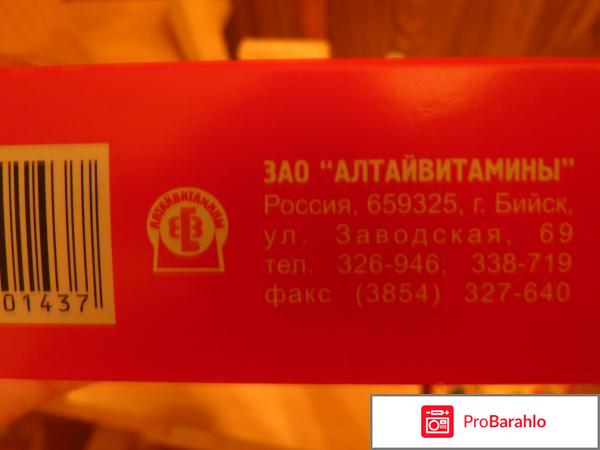 ЗАО "АЛТАЙВИТАМИНЫ"
Россия, 659325, г. Бийск,
ул. Заводская, 69
тел. 326-946, 338-719
факс (3854) 327-640
АЛТАЙВИТАМИНЫ
01437
ProBarahlo